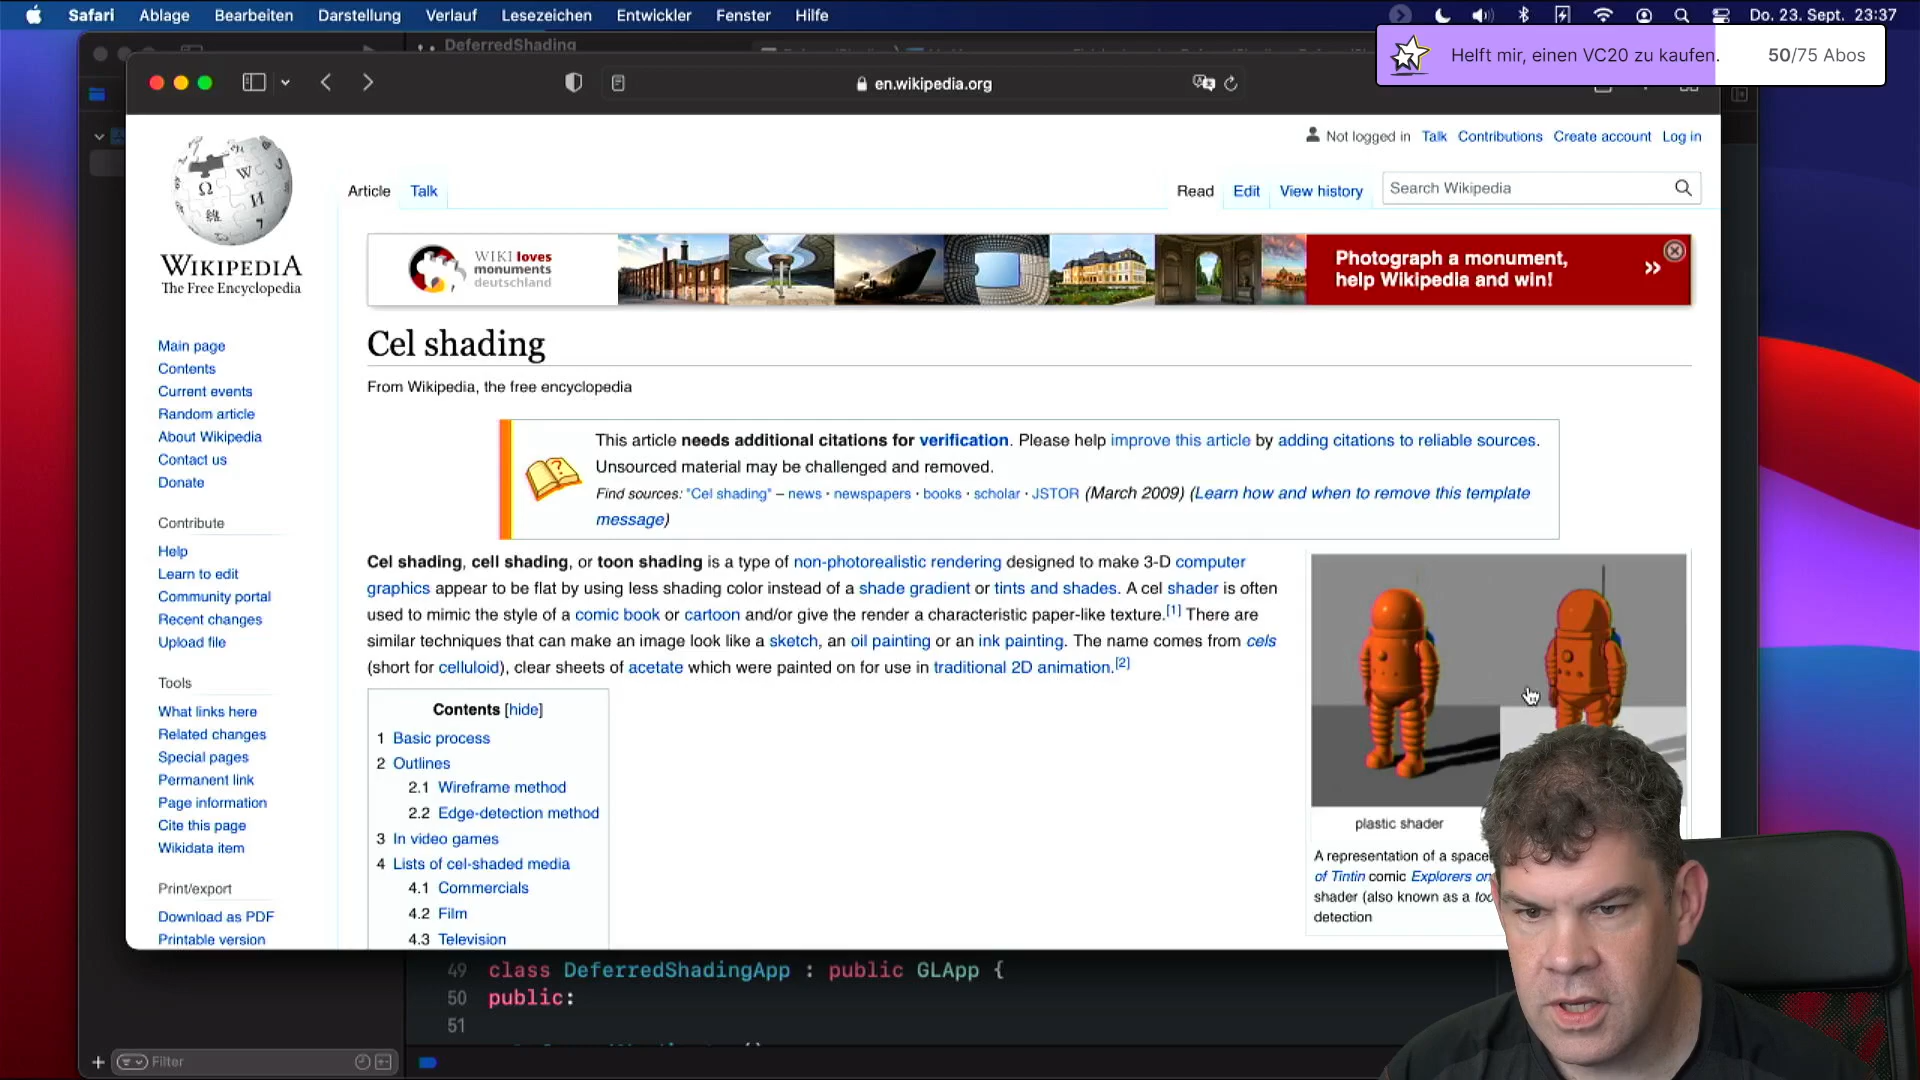 Safari Ablage Bearbeiten Darstellung Verlauf Lesezeichen Entwickler Fenster Hilfe
Do. 23. Sept. 23:37
DeferredShading
Helft mir, einen VC20 zu kaufen. 50/75 Abos
en.wikipedia.org
Not logged in Talk Contributions Create account Log in
Article Talk
Read Edit View history
Search Wikipedia
WIKIPEDIA
The Free Encyclopedia
WIKI loves
monuments
deutschland
Photograph a monument,
help Wikipedia and win!
Main page
Contents
Current events
Random article
About Wikipedia
Contact us
Donate
Contribute
Help
Learn to edit
Community portal
Recent changes
Upload file
Tools
What links here
Related changes
Special pages
Permanent link
Page information
Cite this page
Wikidata item
Print/export
Download as PDF
Printable version
Cel shading
From Wikipedia, the free encyclopedia
This article needs additional citations for verification. Please help improve this article by adding citations to reliable sources.
Unsourced material may be challenged and removed.
Find sources: "Cel shading" – news · newspapers · books · scholar · JSTOR (March 2009) (Learn how and when to remove this template
message)
Cel shading, cell shading, or toon shading is a type of non-photorealistic rendering designed to make 3-D computer
graphics appear to be flat by using less shading color instead of a shade gradient or tints and shades. A cel shader is often
used to mimic the style of a comic book or cartoon and/or give the render a characteristic paper-like texture.[1] There are
similar techniques that can make an image look like a sketch, an oil painting or an ink painting. The name comes from cels
(short for celluloid), clear sheets of acetate which were painted on for use in traditional 2D animation.[2]
Contents [hide]
1 Basic process
2 Outlines
2.1 Wireframe method
2.2 Edge-detection method
3 In video games
4 Lists of cel-shaded media
4.1 Commercials
4.2 Film
4.3 Television
plastic shader
A representation of a space
of Tintin comic Explorers on
shader (also known as a too
detection
49 class DeferredShadingApp : public GLApp {
50 public:
51
Filter